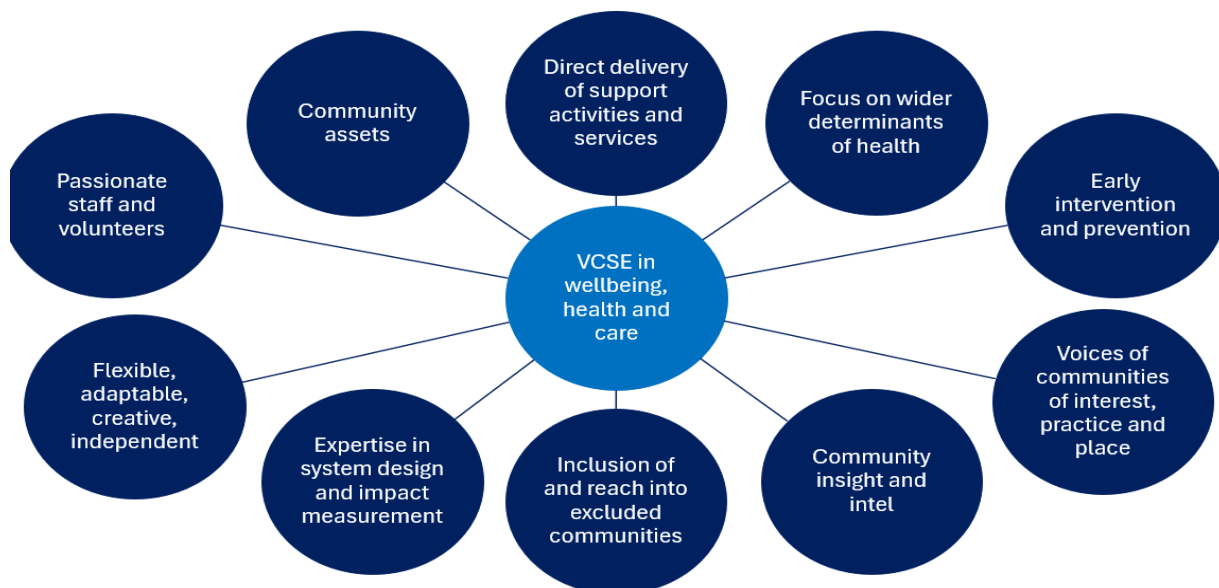 Direct delivery
of support
activities and
services
Focus on wider
determinants
of health
Early
intervention
and prevention
Voices of
communities
of interest,
practice and
place
Community
insight and
intel
Inclusion of
and reach into
excluded
communities
Expertise in
system design
and impact
measurement
Flexible,
adaptable,
creative,
independent
Passionate
staff and
volunteers
Community
assets
VCSE in
wellbeing,
health and
care